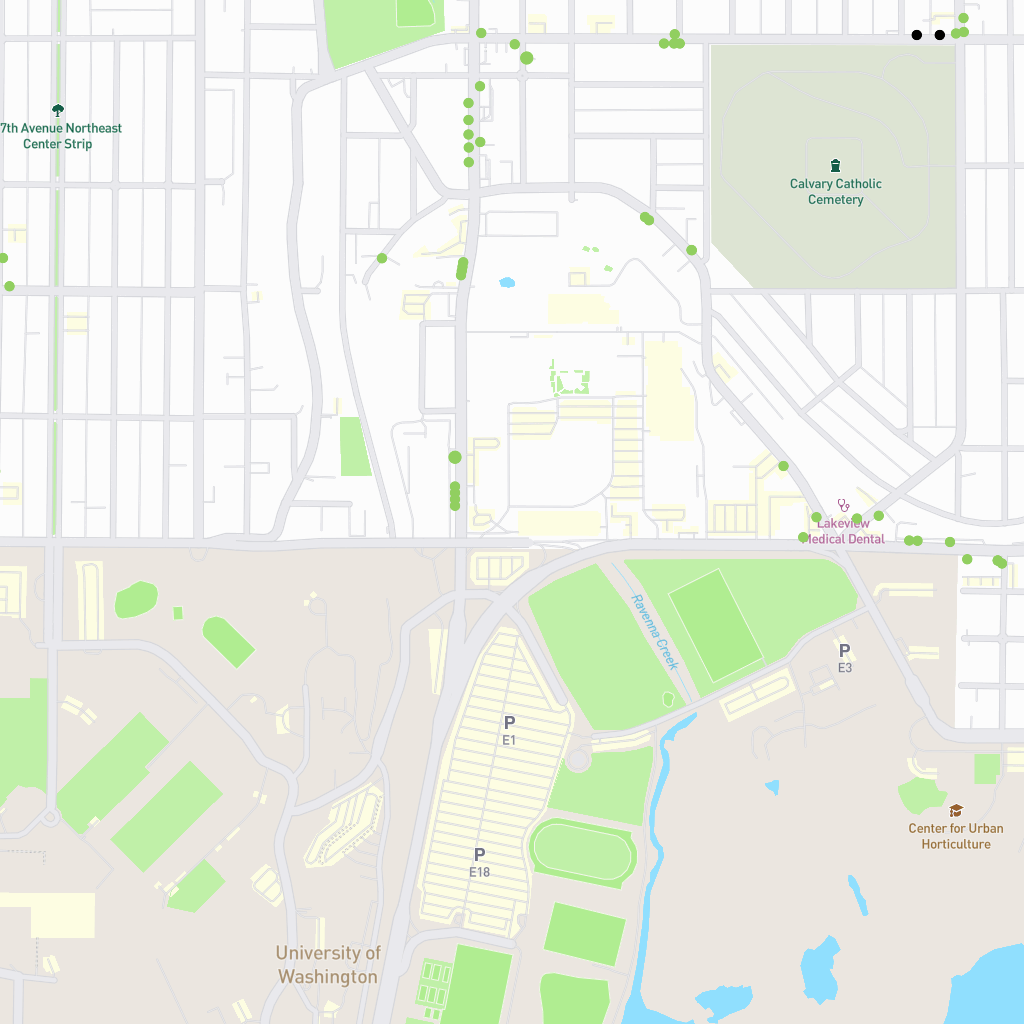 7th Avenue Northeast
Center Strip
Calvary Catholic
Cemetery
Lakeview
Medical Dental
Ravenna Creek
P
E3
P
E1
P
E18
Center for Urban
Horticulture
University of
Washington